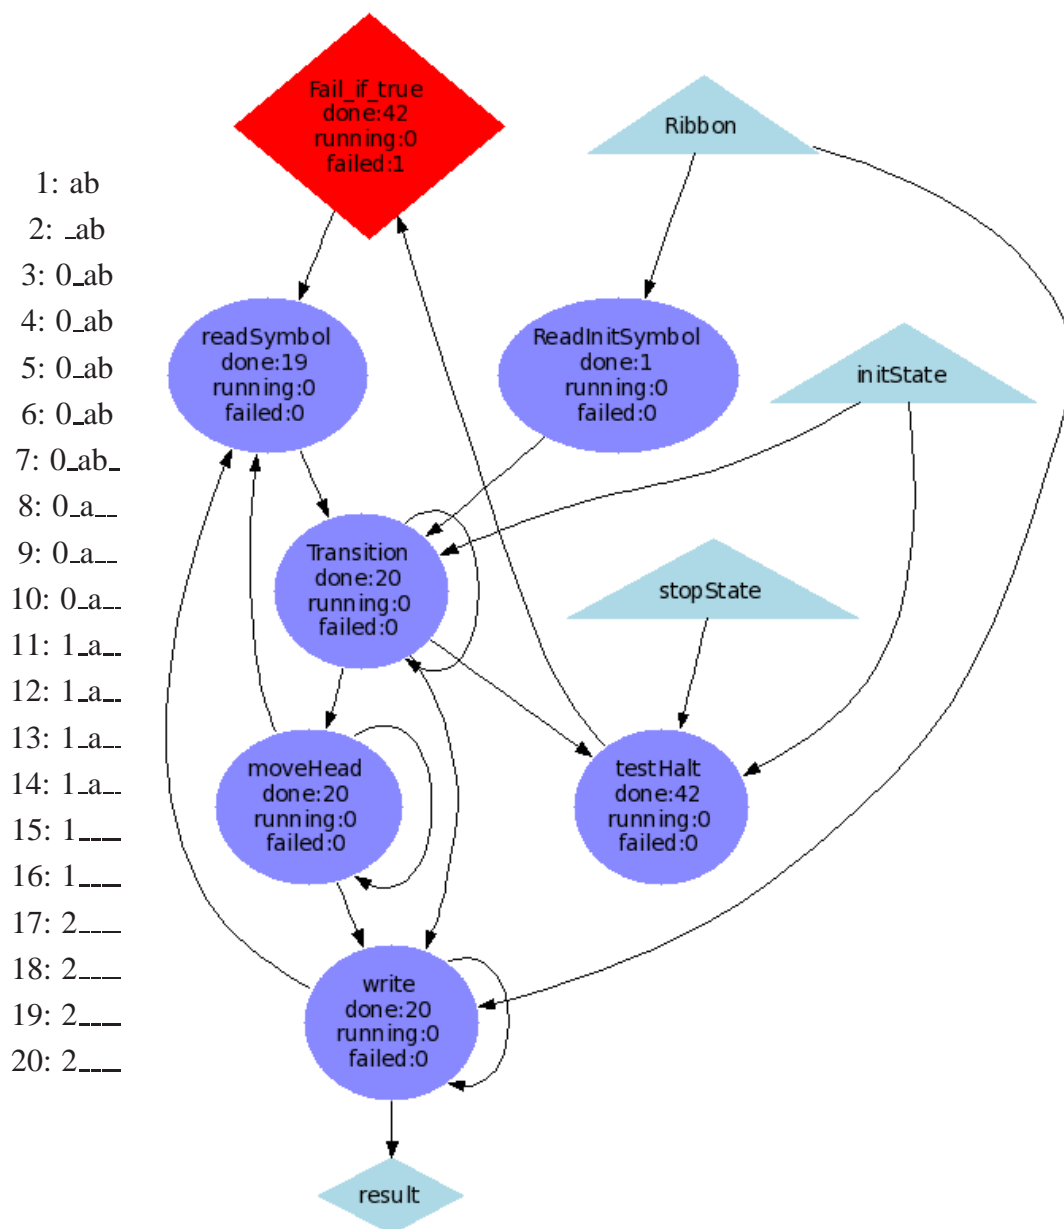 1: ab
2: _ab
3: 0_ab
4: 0_ab
5: 0_ab
6: 0_ab
7: 0_ab_
8: 0_a__
9: 0_a__
10: 0_a__
11: 1_a__
12: 1_a__
13: 1_a__
14: 1_a__
15: 1____
16: 1____
17: 2____
18: 2____
19: 2____
20: 2____
Fail_if_true
done:42
running:0
failed:1
Ribbon
readSymbol
done:19
running:0
failed:0
ReadInitSymbol
done:1
running:0
failed:0
initState
Transition
done:20
running:0
failed:0
stopState
moveHead
done:20
running:0
failed:0
testHalt
done:42
running:0
failed:0
write
done:20
running:0
failed:0
result